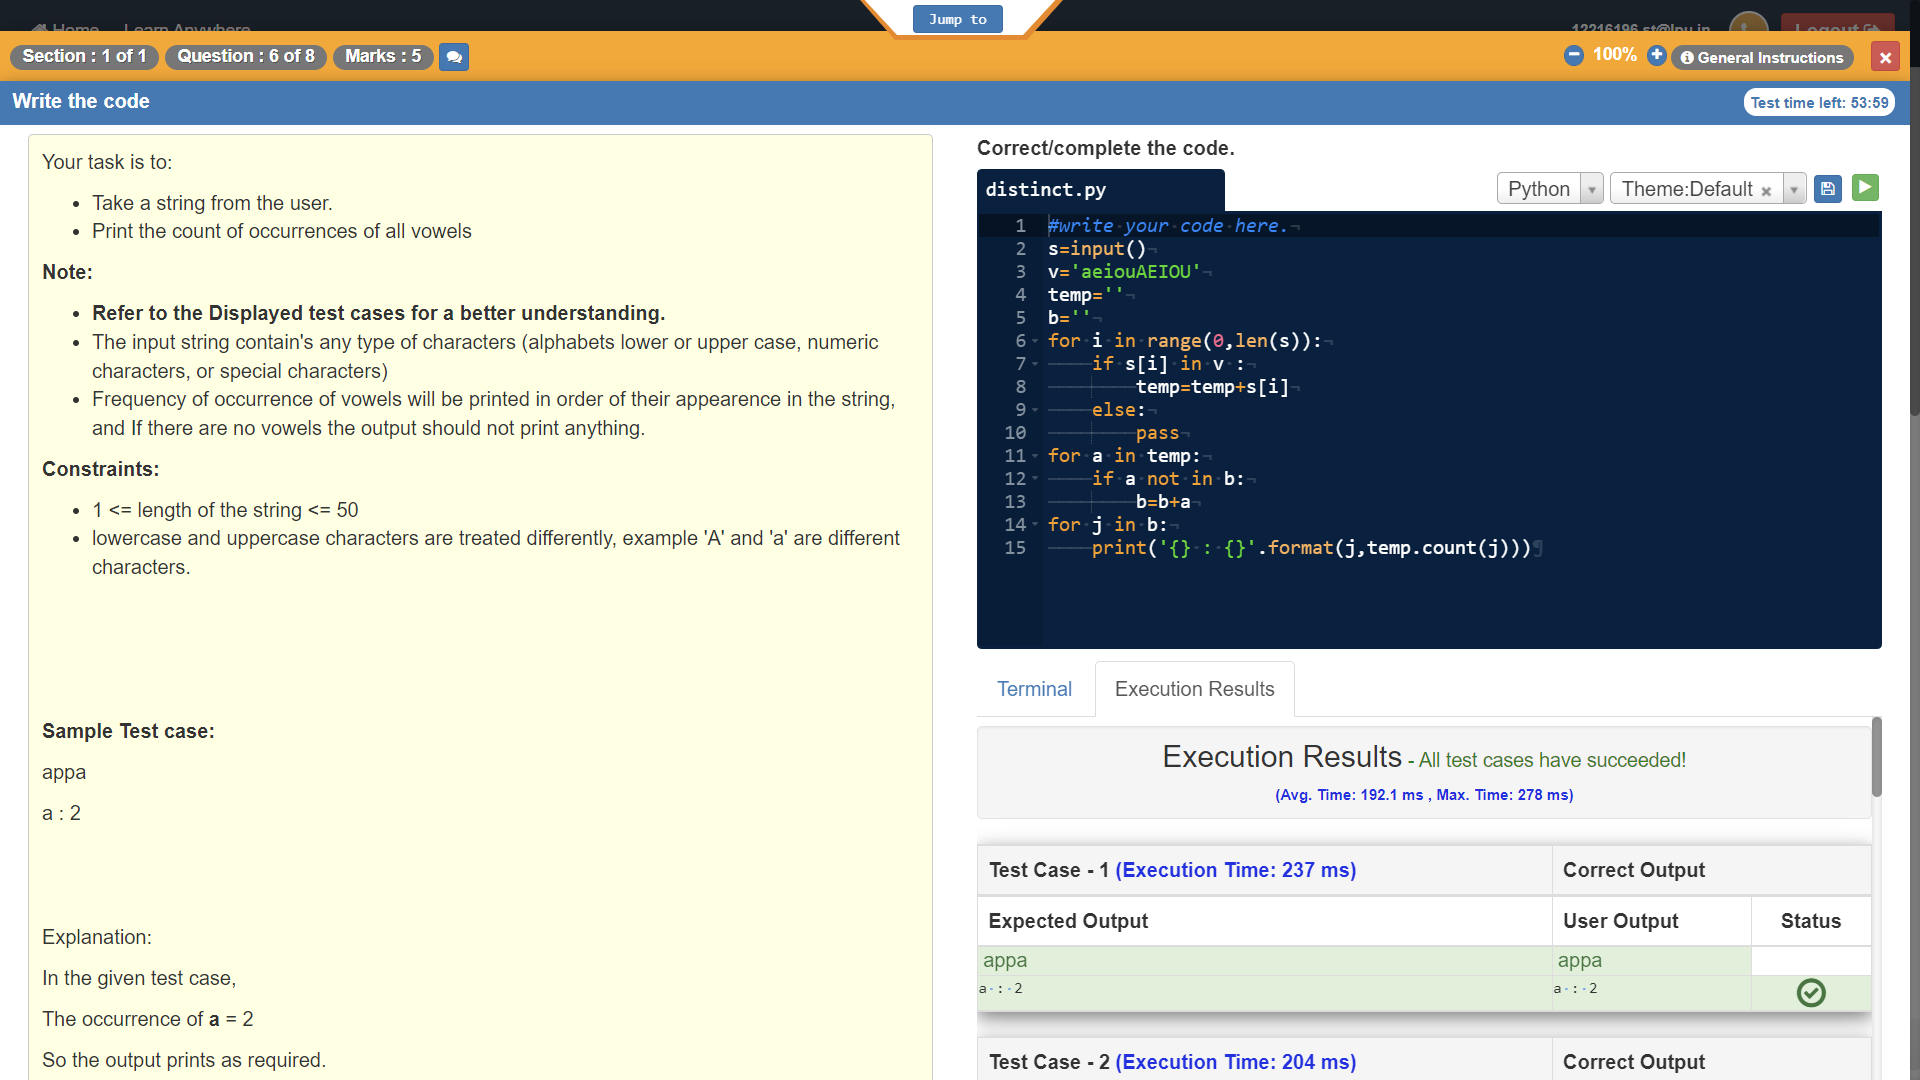 Jump to
Home Learn Anywhere
12216196.st@lpu.in
Logout
Section : 1 of 1
Question : 6 of 8
Marks : 5
100%
General Instructions
Write the code
Test time left: 53:59
Your task is to:
Take a string from the user.
Print the count of occurrences of all vowels
Note:
Refer to the Displayed test cases for a better understanding.
The input string contain's any type of characters (alphabets lower or upper case, numeric
characters, or special characters)
Frequency of occurrence of vowels will be printed in order of their appearence in the string,
and If there are no vowels the output should not print anything.
Constraints:
1 <= length of the string <= 50
lowercase and uppercase characters are treated differently, example 'A' and 'a' are different
characters.
Sample Test case:
appa
a : 2
Explanation:
In the given test case,
The occurrence of a = 2
So the output prints as required.
Correct/complete the code.
distinct.py
Python
Theme:Default
1 #write your code here.
2 s=input()
3 v='aeiouAEIOU'
4 temp=''
5 b=''
6 for i in range(0,len(s)):
7 if s[i] in v :
8 temp=temp+s[i]
9 else:
10 pass
11 for a in temp:
12 if a not in b:
13 b=b+a
14 for j in b:
15 print('{} : {}'.format(j,temp.count(j)))
Terminal
Execution Results
Execution Results - All test cases have succeeded!
(Avg. Time: 192.1 ms , Max. Time: 278 ms)
Test Case - 1 (Execution Time: 237 ms)
Correct Output
Expected Output
User Output
Status
appa
appa
a : 2
a : 2
Test Case - 2 (Execution Time: 204 ms)
Correct Output